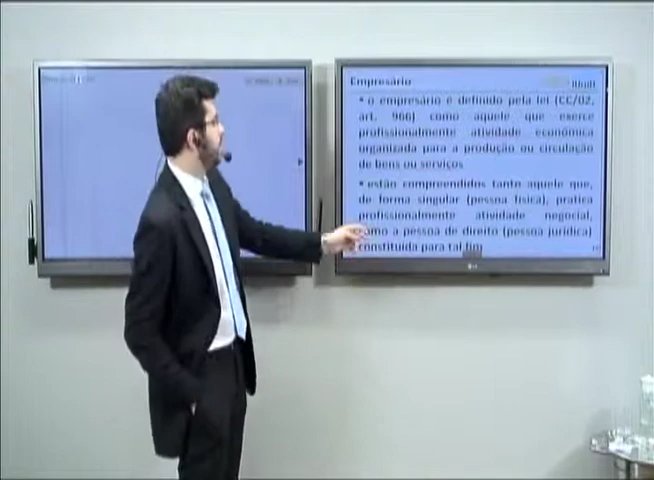 Empresário
• o empresário é definido pela lei (CC/02,
art. 966) como aquele que exerce
profissionalmente atividade econômica
organizada para a produção ou circulação
de bens ou serviços.
• estão compreendidos tanto aquele que,
de forma singular (pessoa física), pratica
profissionalmente atividade negocial,
como a pessoa de direito (pessoa jurídica)
constituída para tal fim
LG